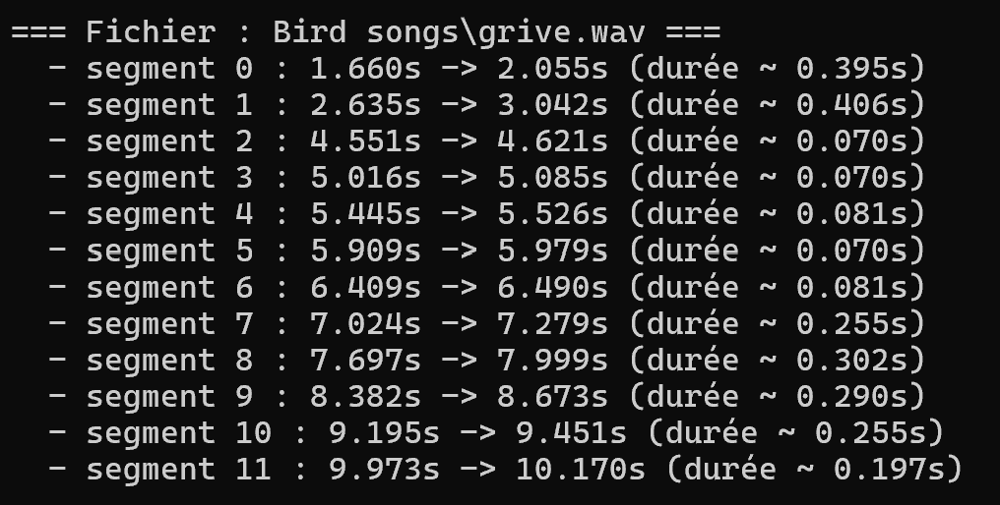 === Fichier : Bird songs\grive.wav ===
- segment 0 : 1.660s -> 2.055s (durée ~ 0.395s)
- segment 1 : 2.635s -> 3.042s (durée ~ 0.406s)
- segment 2 : 4.551s -> 4.621s (durée ~ 0.070s)
- segment 3 : 5.016s -> 5.085s (durée ~ 0.070s)
- segment 4 : 5.445s -> 5.526s (durée ~ 0.081s)
- segment 5 : 5.909s -> 5.979s (durée ~ 0.070s)
- segment 6 : 6.409s -> 6.490s (durée ~ 0.081s)
- segment 7 : 7.024s -> 7.279s (durée ~ 0.255s)
- segment 8 : 7.697s -> 7.999s (durée ~ 0.302s)
- segment 9 : 8.382s -> 8.673s (durée ~ 0.290s)
- segment 10 : 9.195s -> 9.451s (durée ~ 0.255s)
- segment 11 : 9.973s -> 10.170s (durée ~ 0.197s)